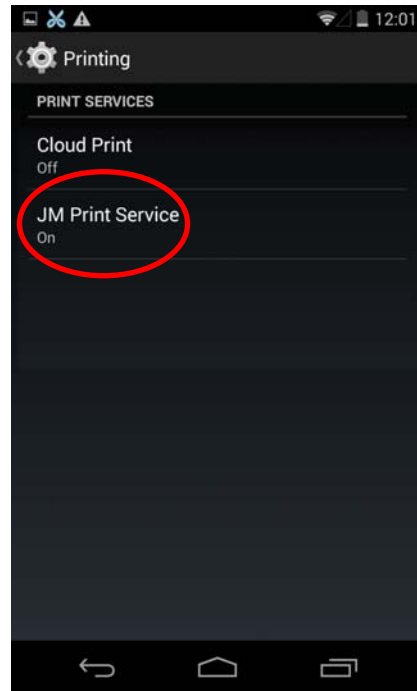 12:01
Printing
PRINT SERVICES
Cloud Print
Off
JM Print Service
On